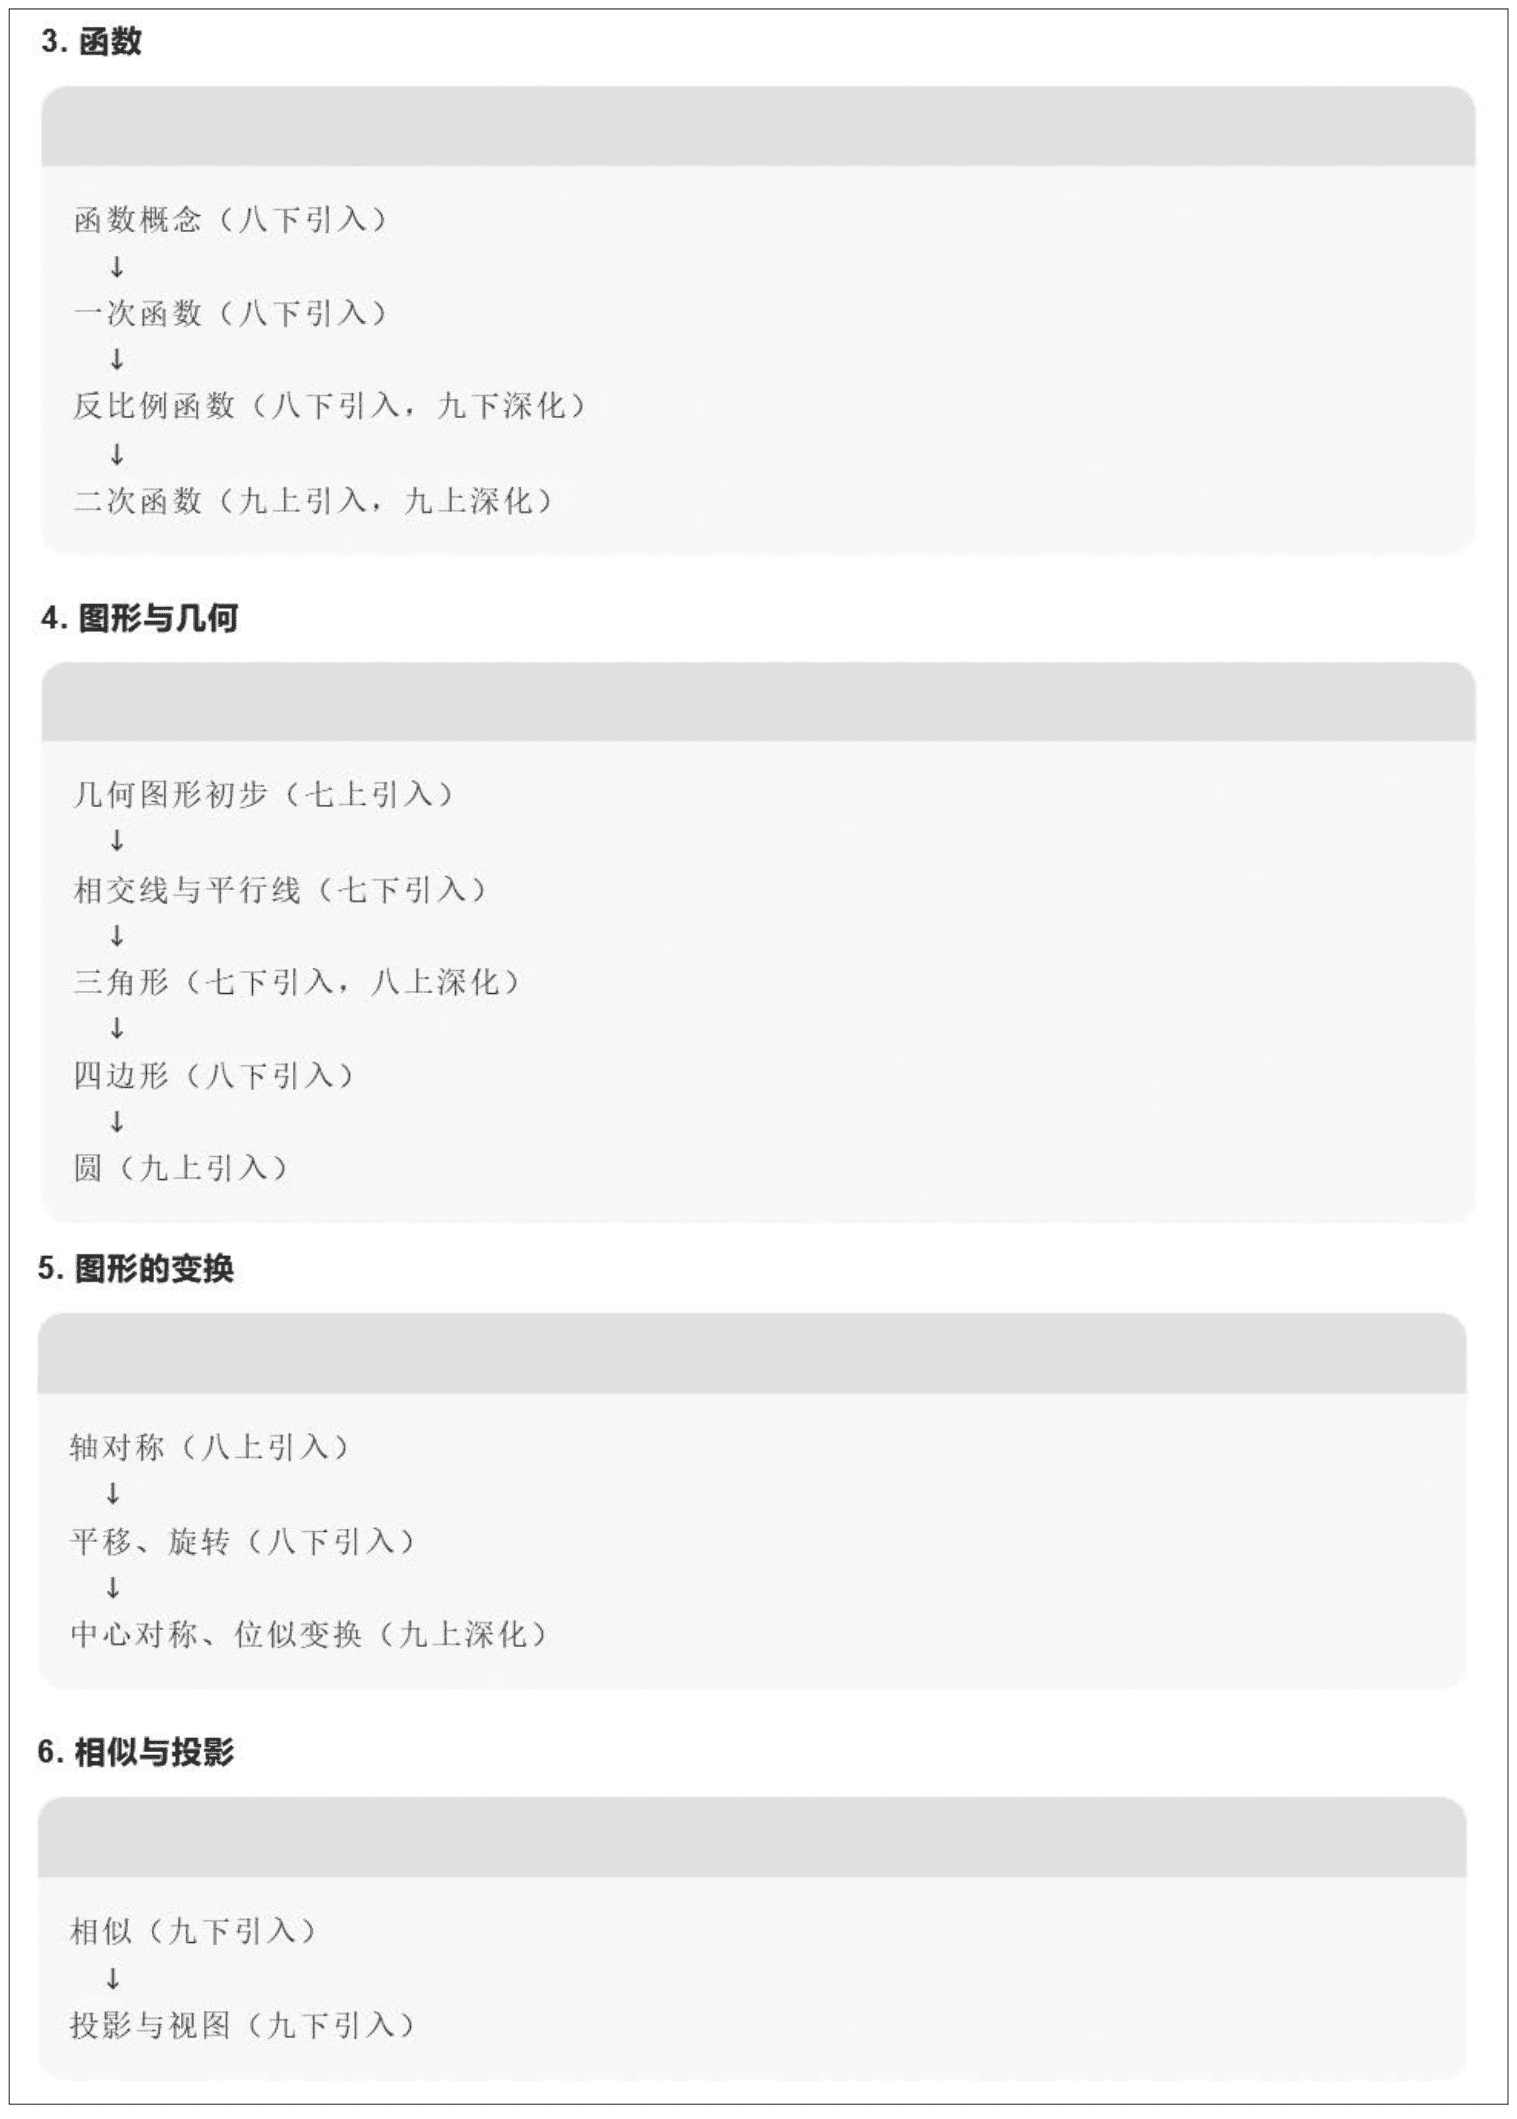 3. 函数
函数概念（八下引入）
↓
一次函数（八下引入）
↓
反比例函数（八下引入，九下深化）
↓
二次函数（九上引入，九上深化）
4. 图形与几何
几何图形初步（七上引入）
↓
相交线与平行线（七下引入）
↓
三角形（七下引入，八上深化）
↓
四边形（八下引入）
↓
圆（九上引入）
5. 图形的变换
轴对称（八上引入）
↓
平移、旋转（八下引入）
↓
中心对称、位似变换（九上深化）
6. 相似与投影
相似（九下引入）
↓
投影与视图（九下引入）